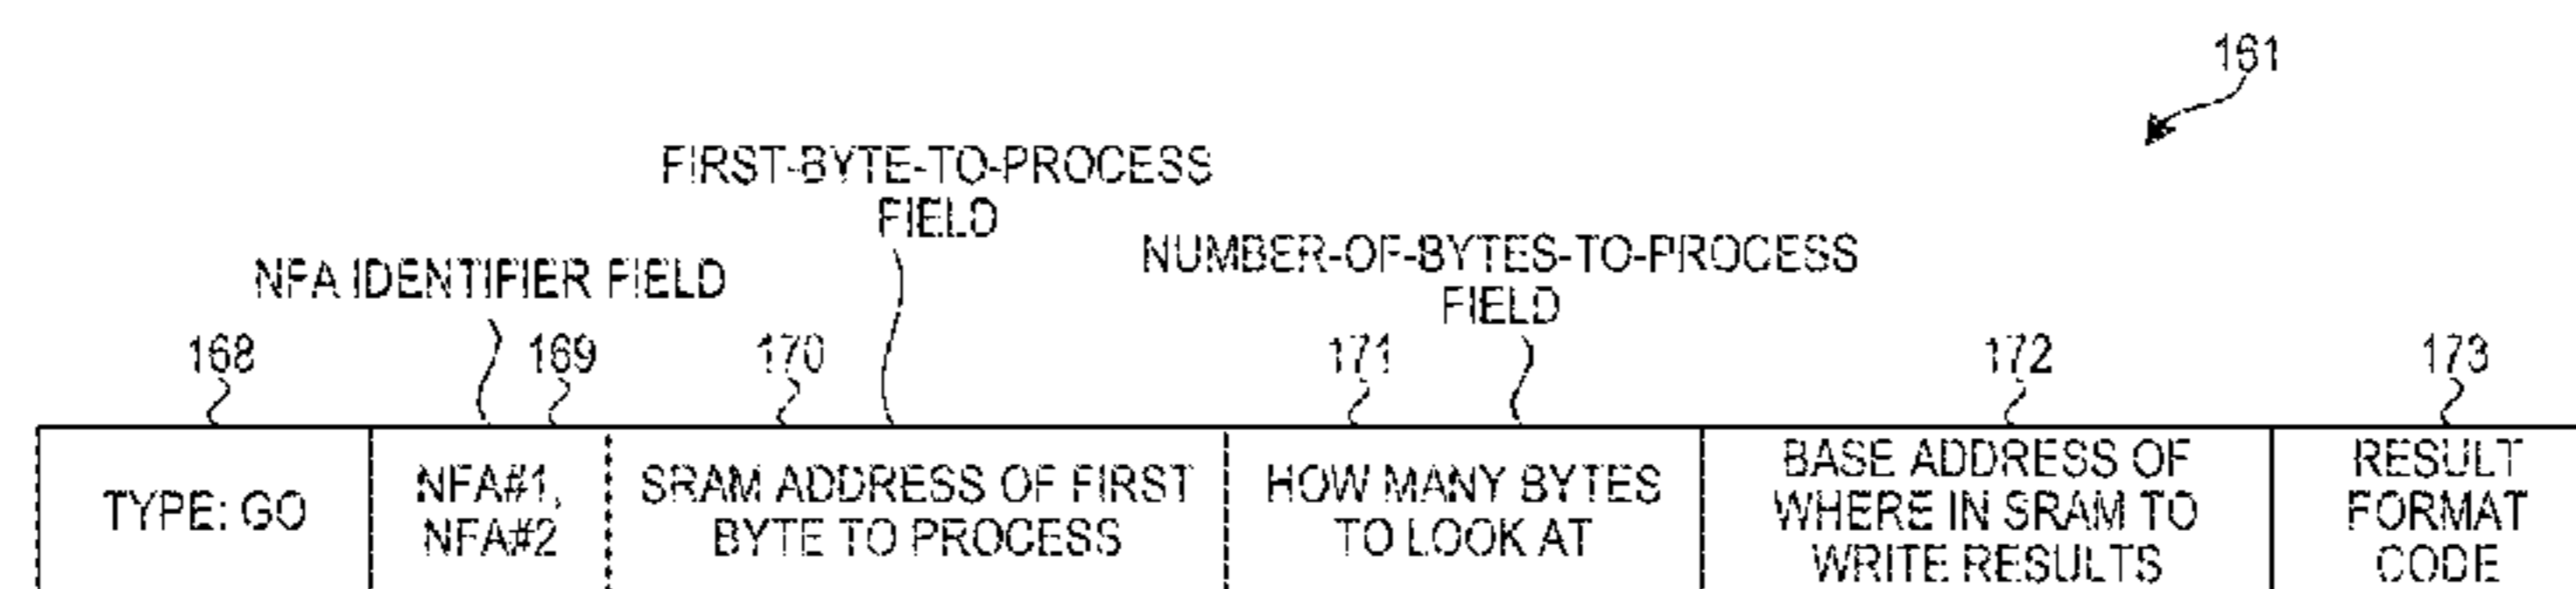 161
FIRST-BYTE-TO-PROCESS
FIELD
NUMBER-OF-BYTES-TO-PROCESS
FIELD
NFA IDENTIFIER FIELD
168
169
170
171
172
173
TYPE: GO
NFA#1,
NFA#2
SRAM ADDRESS OF FIRST
BYTE TO PROCESS
HOW MANY BYTES
TO LOOK AT
BASE ADDRESS OF
WHERE IN SRAM TO
WRITE RESULTS
RESULT
FORMAT
CODE